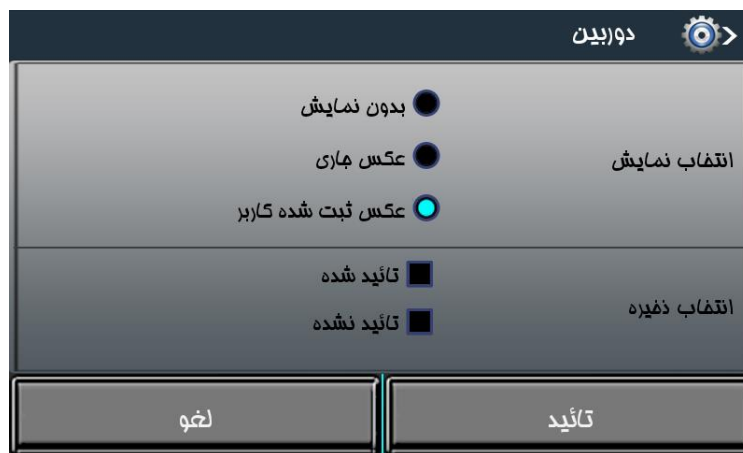 دوربین
بدون نمایش
انتخاب نمایش
عکس جاری
عکس ثبت شده کاربر
تائید شده
انتخاب ذخیره
تائید نشده
تائید
لغو